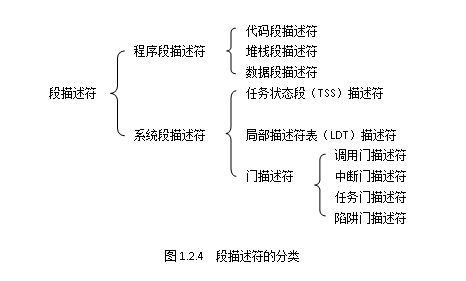 代码段描述符
程序段描述符
堆栈段描述符
数据段描述符
段描述符
任务状态段（TSS）描述符
系统段描述符
局部描述符表（LDT）描述符
调用门描述符
门描述符
中断门描述符
任务门描述符
陷阱门描述符
图 1.2.4 段描述符的分类